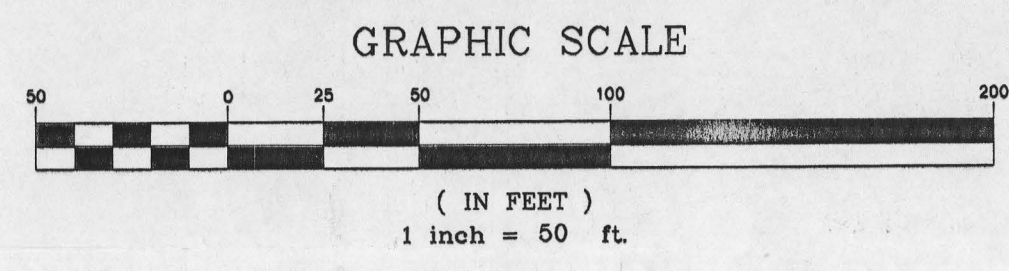 GRAPHIC SCALE
50 0 25 50 100 200
( IN FEET )
1 inch = 50 ft.